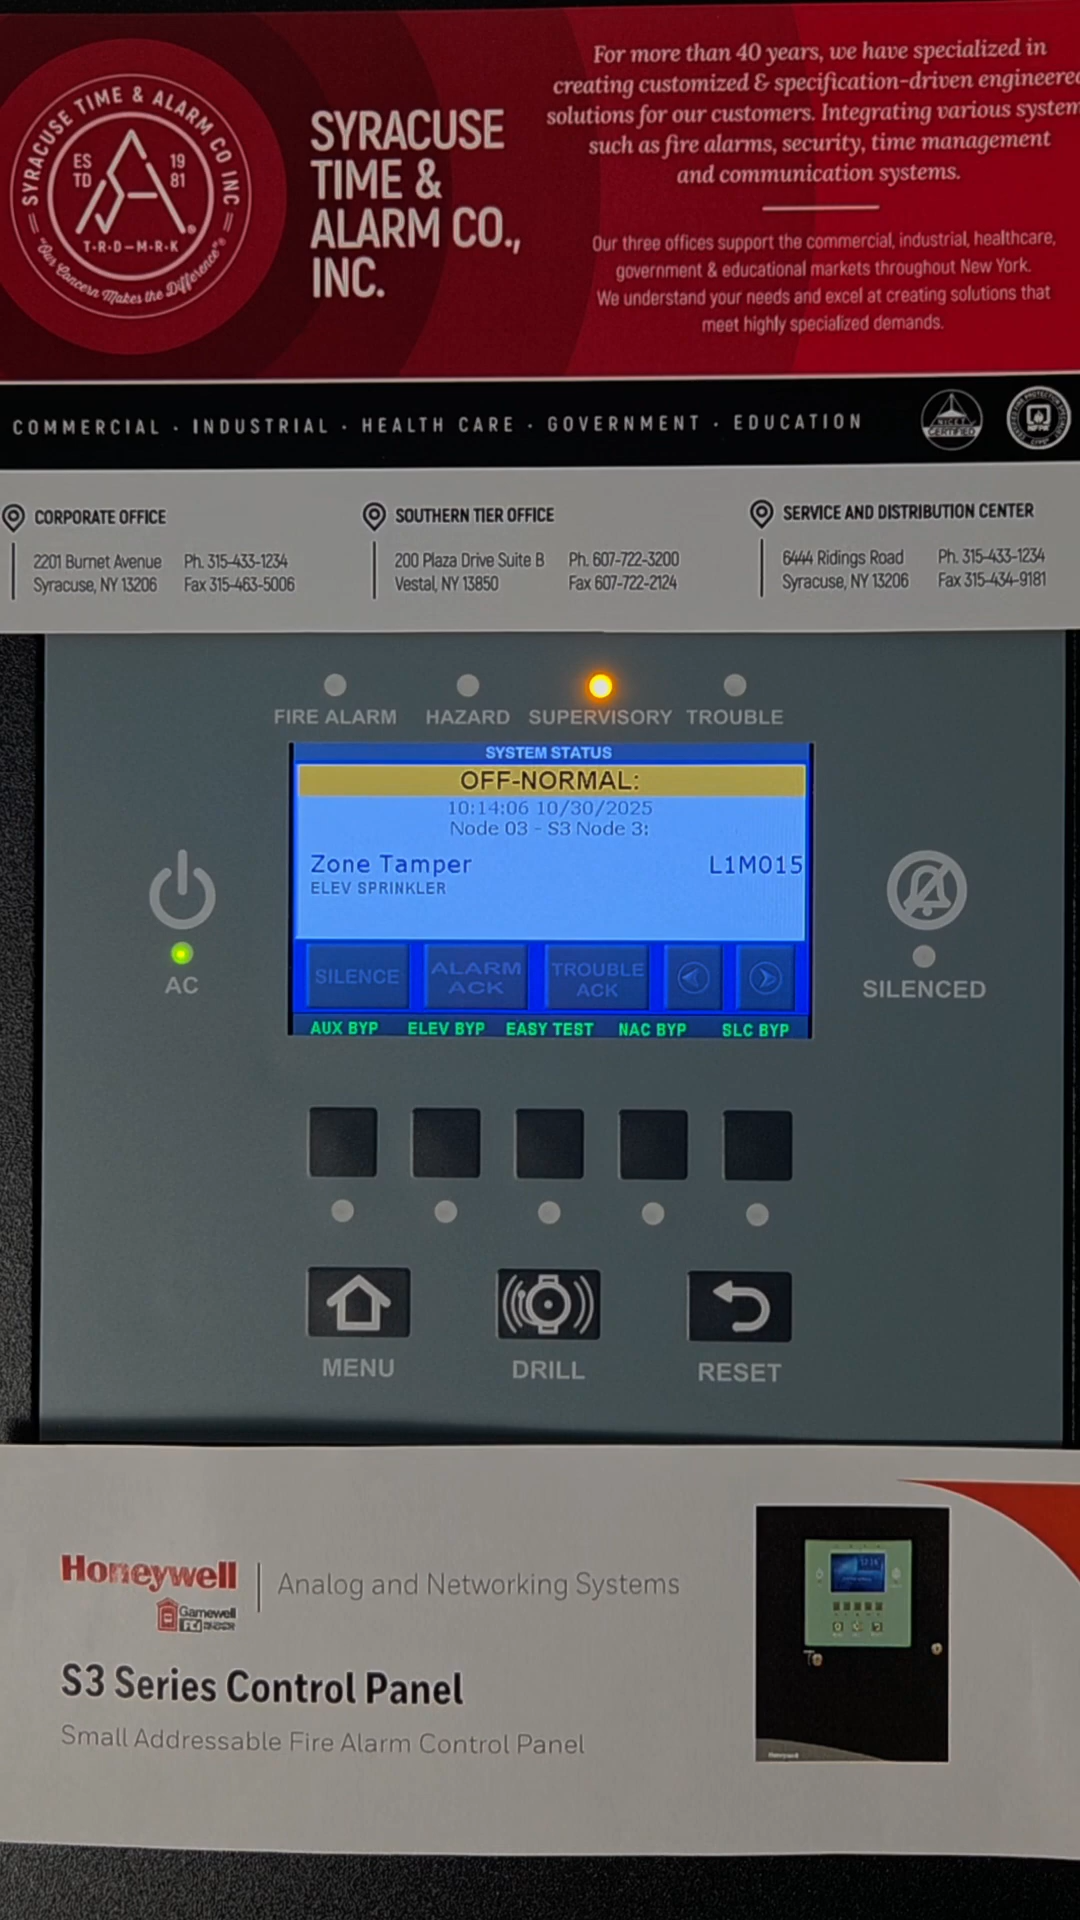 SYRACUSE TIME & ALARM CO INC
ES TD
19 81
T•R•D—M•R•K
"Our Concern Makes the Difference"®
SYRACUSE
TIME &
ALARM CO.,
INC.
For more than 40 years, we have specialized in
creating customized & specification-driven engineered
solutions for our customers. Integrating various system
such as fire alarms, security, time management
and communication systems.
Our three offices support the commercial, industrial, healthcare,
government & educational markets throughout New York.
We understand your needs and excel at creating solutions that
meet highly specialized demands.
COMMERCIAL · INDUSTRIAL · HEALTH CARE · GOVERNMENT · EDUCATION
NICET
CERTIFIED
CORPORATE OFFICE
2201 Burnet Avenue Ph. 315-433-1234
Syracuse, NY 13206 Fax 315-463-5006
SOUTHERN TIER OFFICE
200 Plaza Drive Suite B Ph. 607-722-3200
Vestal, NY 13850 Fax 607-722-2124
SERVICE AND DISTRIBUTION CENTER
6444 Ridings Road Ph. 315-433-1234
Syracuse, NY 13206 Fax 315-434-9181
FIRE ALARM HAZARD SUPERVISORY TROUBLE
SYSTEM STATUS
OFF-NORMAL:
10:14:06 10/30/2025
Node 03 - S3 Node 3:
Zone Tamper L1M015
ELEV SPRINKLER
SILENCE
ALARM ACK
TROUBLE ACK
AUX BYP ELEV BYP EASY TEST NAC BYP SLC BYP
AC
SILENCED
MENU DRILL RESET
Honeywell
Gamewell
FCI
Analog and Networking Systems
S3 Series Control Panel
Small Addressable Fire Alarm Control Panel
Honeywell